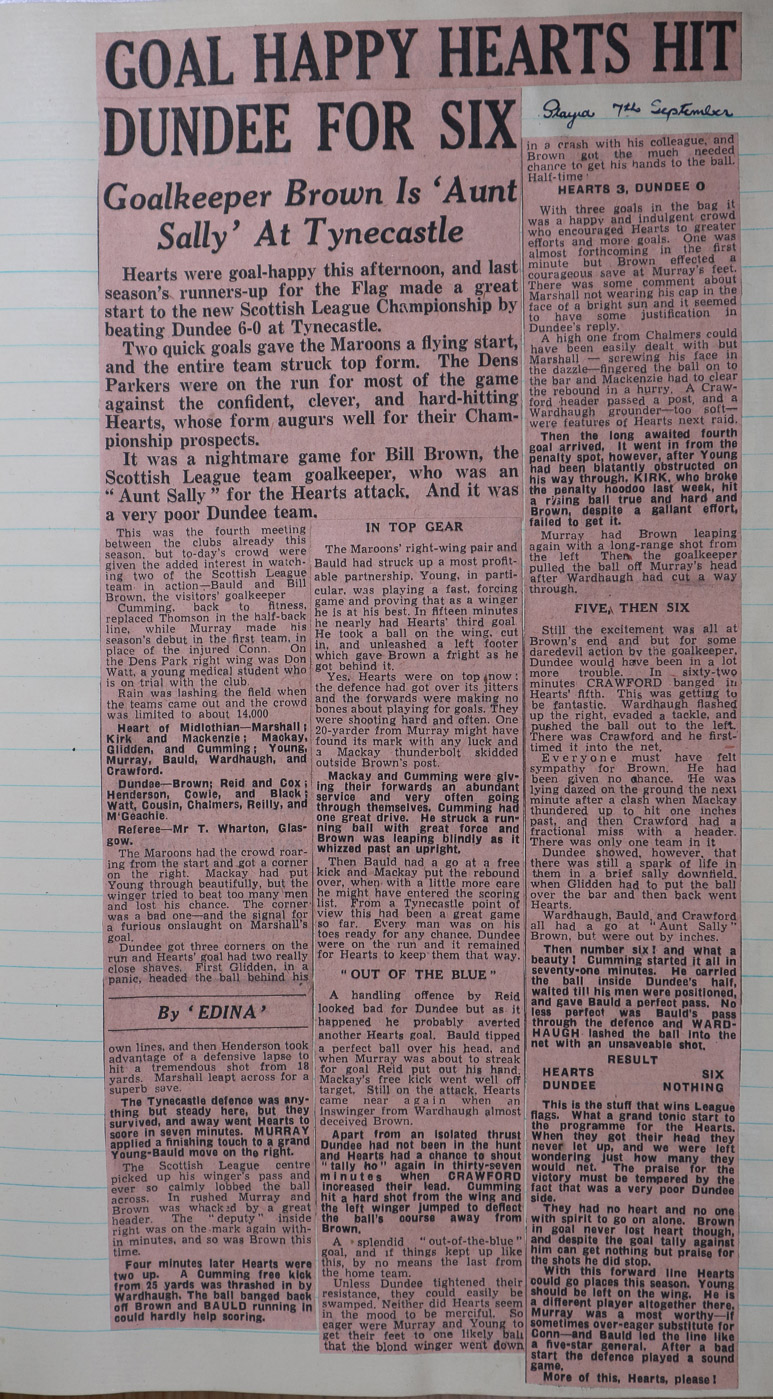 GOAL HAPPY HEARTS HIT
DUNDEE FOR SIX
Goalkeeper Brown Is 'Aunt
Sally' At Tynecastle
Hearts were goal-happy this afternoon, and last
season's runners-up for the Flag made a great
start to the new Scottish League Championship by
beating Dundee 6-0 at Tynecastle.
Two quick goals gave the Maroons a flying start,
and the entire team struck top form. The Dens
Parkers were on the run for most of the game
against the confident, clever, and hard-hitting
Hearts, whose form augurs well for their Cham-
pionship prospects.
It was a nightmare game for Bill Brown, the
Scottish League team goalkeeper, who was an
" Aunt Sally " for the Hearts attack. And it was
a very poor Dundee team.
This was the fourth meeting
between the clubs already this
season, but to-day's crowd were
given the added interest in watch-
ing two of the Scottish League
team in action—Bauld and Bill
Brown, the visitors' goalkeeper
Cumming, back to fitness,
replaced Thomson in the half-back
line, while Murray made his
season's debut in the first team, in
place of the injured Conn. On
the Dens Park right wing was Don
Watt, a young medical student who
is on trial with the club.
Rain was lashing the field when
the teams came out and the crowd
was limited to about 14,000
Heart of Midlothian—Marshall;
Kirk and Mackenzie; Mackay,
Glidden, and Cumming; Young,
Murray, Bauld, Wardhaugh, and
Crawford.
Dundee—Brown; Reid and Cox;
Henderson, Cowie, and Black;
Watt, Cousin, Chalmers, Reilly, and
M'Geachie.
Referee—Mr T. Wharton, Glas-
gow.
The Maroons had the crowd roar-
ing from the start and got a corner
on the right. Mackay had put
Young through beautifully, but the
winger tried to beat too many men
and lost his chance. The corner
was a bad one—and the signal for
a furious onslaught on Marshall's
goal.
Dundee got three corners on the
run and Hearts' goal had two really
close shaves. First Glidden, in a
panic, headed the ball behind his
By 'EDINA'
own lines, and then Henderson took
advantage of a defensive lapse to
hit a tremendous shot from 18
yards. Marshall leapt across for a
superb save.
The Tynecastle defence was any-
thing but steady here, but they
survived, and away went Hearts to
score in seven minutes. MURRAY
applied a finishing touch to a grand
Young-Bauld move on the right.
The Scottish League centre
picked up his winger's pass and
ever so calmly lobbed the ball
across. In rushed Murray and
Brown was whacked by a great
header. The "deputy" inside
right was on the mark again with-
in minutes, and so was Brown this
time.
Four minutes later Hearts were
two up. A Cumming free kick
from 25 yards was thrashed in by
Wardhaugh. The ball banged back
off Brown and BAULD running in
could hardly help scoring.
IN TOP GEAR
The Maroons' right-wing pair and
Bauld had struck up a most profit-
able partnership. Young, in parti-
cular, was playing a fast, forcing
game and proving that as a winger
he is at his best. In fifteen minutes
he nearly had Hearts' third goal
He took a ball on the wing, cut
in, and unleashed a left footer
which gave Brown a fright as he
got behind it.
Yes, Hearts were on top now;
the defence had got over its jitters
and the forwards were making no
bones about playing for goals. They
were shooting hard and often. One
20-yarder from Murray might have
found its mark with any luck and
a Mackay thunderbolt skidded
outside Brown's post.
Mackay and Cumming were giv-
ing their forwards an abundant
service and very often going
through themselves. Cumming had
one great drive. He struck a run-
ning ball with great force and
Brown was leaping blindly as it
whizzed past an upright.
Then Bauld had a go at a free
kick and Mackay put the rebound
over, when with a little more care
he might have entered the scoring
list. From a Tynecastle point of
view this had been a great game
so far. Every man was on his
toes ready for any chance. Dundee
were on the run and it remained
for Hearts to keep them that way.
"OUT OF THE BLUE"
A handling offence by Reid
looked bad for Dundee but as it
happened he probably averted
another Hearts goal. Bauld tipped
a perfect ball over his head, and
when Murray was about to streak
for goal Reid put out his hand.
Mackay's free kick went well off
target. Still on the attack, Hearts
came near again when an
inswinger from Wardhaugh almost
deceived Brown.
Apart from an isolated thrust
Dundee had not been in the hunt
and Hearts had a chance to shout
"tally ho" again in thirty-seven
minutes when CRAWFORD
increased their lead. Cumming
hit a hard shot from the wing and
the left winger jumped to deflect
the ball's course away from
Brown.
A splendid "out-of-the-blue"
goal, and if things kept up like
this, by no means the last from
the home team.
Unless Dundee tightened their
resistance, they could easily be
swamped. Neither did Hearts seem
in the mood to be merciful. So
eager were Murray and Young to
get their feet to one likely ball
that the blond winger went down
7th September
in a crash with his colleague, and
Brown got the much needed
chance to get his hands to the ball.
Half-time:
HEARTS 3, DUNDEE 0
With three goals in the bag it
was a happy and indulgent crowd
who encouraged Hearts to greater
efforts and more goals. One was
almost forthcoming in the first
minute but Brown effected a
courageous save at Murray's feet.
There was some comment about
Marshall not wearing his cap in the
face of a bright sun and it seemed
to have some justification in
Dundee's reply.
A high one from Chalmers could
have been easily dealt with but
Marshall — screwing his face in
the dazzle—fingered the ball on to
the bar and Mackenzie had to clear
the rebound in a hurry. A Craw-
ford header passed a post, and a
Wardhaugh grounder—too soft—
were features of Hearts next raid.
Then the long awaited fourth
goal arrived. It went in from the
penalty spot, however, after Young
had been blatantly obstructed on
his way through. KIRK, who broke
the penalty hoodoo last week, hit
a rising ball true and hard and
Brown, despite a gallant effort,
failed to get it.
Murray had Brown leaping
again with a long-range shot from
the left Then the goalkeeper
pulled the ball off Murray's head
after Wardhaugh had cut a way
through.
FIVE, THEN SIX
Still the excitement was all at
Brown's end and but for some
daredevil action by the goalkeeper,
Dundee would have been in a lot
more trouble. In sixty-two
minutes CRAWFORD banged in
Hearts' fifth. This was getting to
be fantastic. Wardhaugh flashed
up the right, evaded a tackle, and
pushed the ball out to the left.
There was Crawford and he first-
timed it into the net.
Everyone must have felt
sympathy for Brown. He had
been given no chance. He was
lying dazed on the ground the next
minute after a clash when Mackay
thundered up to hit one inches
past, and then Crawford had a
fractional miss with a header.
There was only one team in it
Dundee showed, however, that
there was still a spark of life in
them in a brief sally downfield,
when Glidden had to put the ball
over the bar and then back went
Hearts.
Wardhaugh, Bauld, and Crawford
all had a go at "Aunt Sally"
Brown, but were out by inches.
Then number six! and what a
beauty! Cumming started it all in
seventy-one minutes. He carried
the ball inside Dundee's half,
waited till his men were positioned,
and gave Bauld a perfect pass. No
less perfect was Bauld's pass
through the defence and WARD-
HAUGH lashed the ball into the
net with an unsaveable shot.
RESULT
HEARTS SIX
DUNDEE NOTHING
This is the stuff that wins League
flags. What a grand tonic start to
the programme for the Hearts.
When they got their head they
never let up, and we were left
wondering just how many they
would net. The praise for the
victory must be tempered by the
fact that was a very poor Dundee
side.
They had no heart and no one
with spirit to go on alone. Brown
in goal never lost heart though,
and despite the goal tally against
him can get nothing but praise for
the shots he did stop.
With this forward line Hearts
could go places this season. Young
should be left on the wing. He is
a different player altogether there.
Murray was a most worthy—if
sometimes over-eager substitute for
Conn—and Bauld led the line like
a five-star general. After a bad
start the defence played a sound
game.
More of this, Hearts, please!